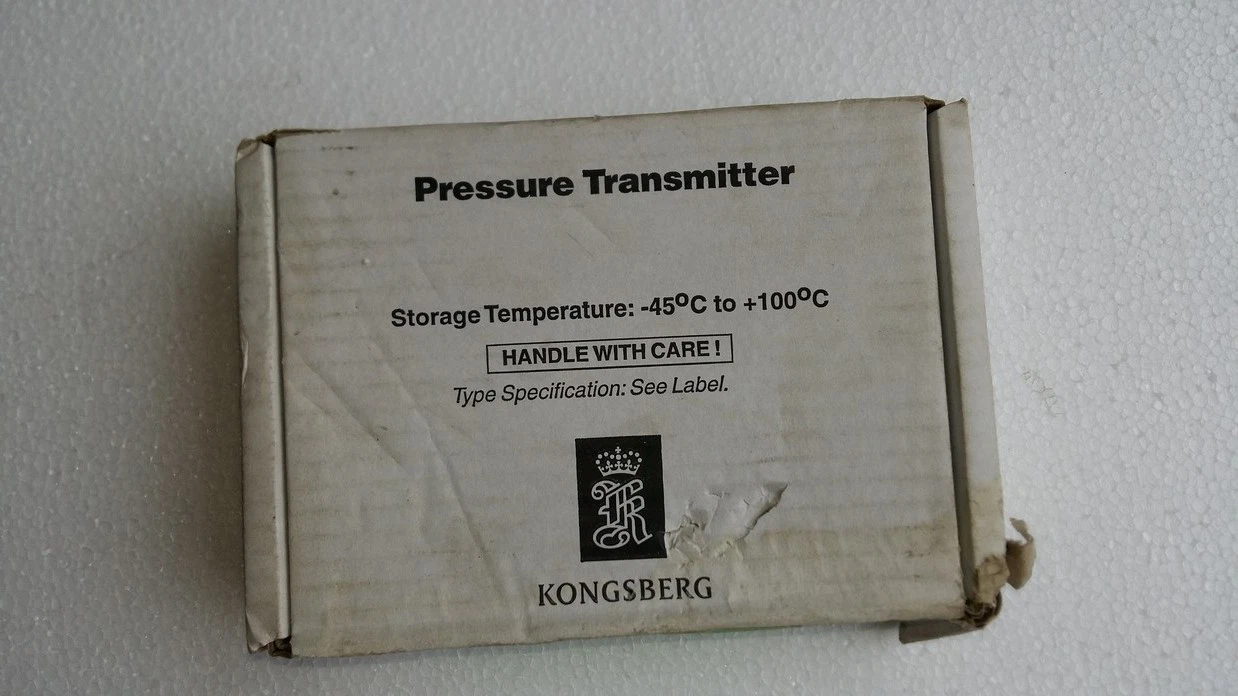 Pressure Transmitter
Storage Temperature: -45ºC to +100ºC
HANDLE WITH CARE !
Type Specification: See Label.
KONGSBERG